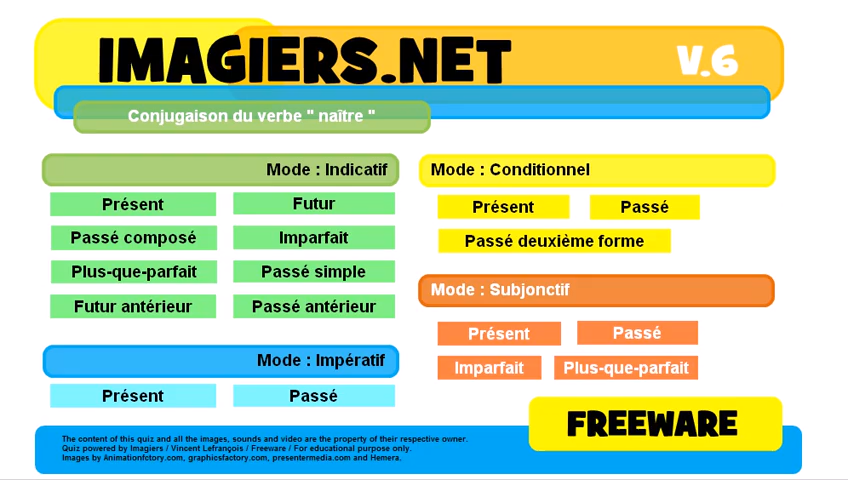 IMAGIERS.NET
V.6
Conjugaison du verbe " naître "
Mode : Indicatif
Présent
Futur
Passé composé
Imparfait
Plus-que-parfait
Passé simple
Futur antérieur
Passé antérieur
Mode : Impératif
Présent
Passé
Mode : Conditionnel
Présent
Passé
Passé deuxième forme
Mode : Subjonctif
Présent
Passé
Imparfait
Plus-que-parfait
FREEWARE
The content of this quiz and all the images, sounds and video are the property of their respective owner.
Quiz powered by Imagiers / Vincent Lefrançois / Freeware / For educational purpose only.
Images by Animationfctory.com, graphicsfactory.com, presentermedia.com and Hemera.